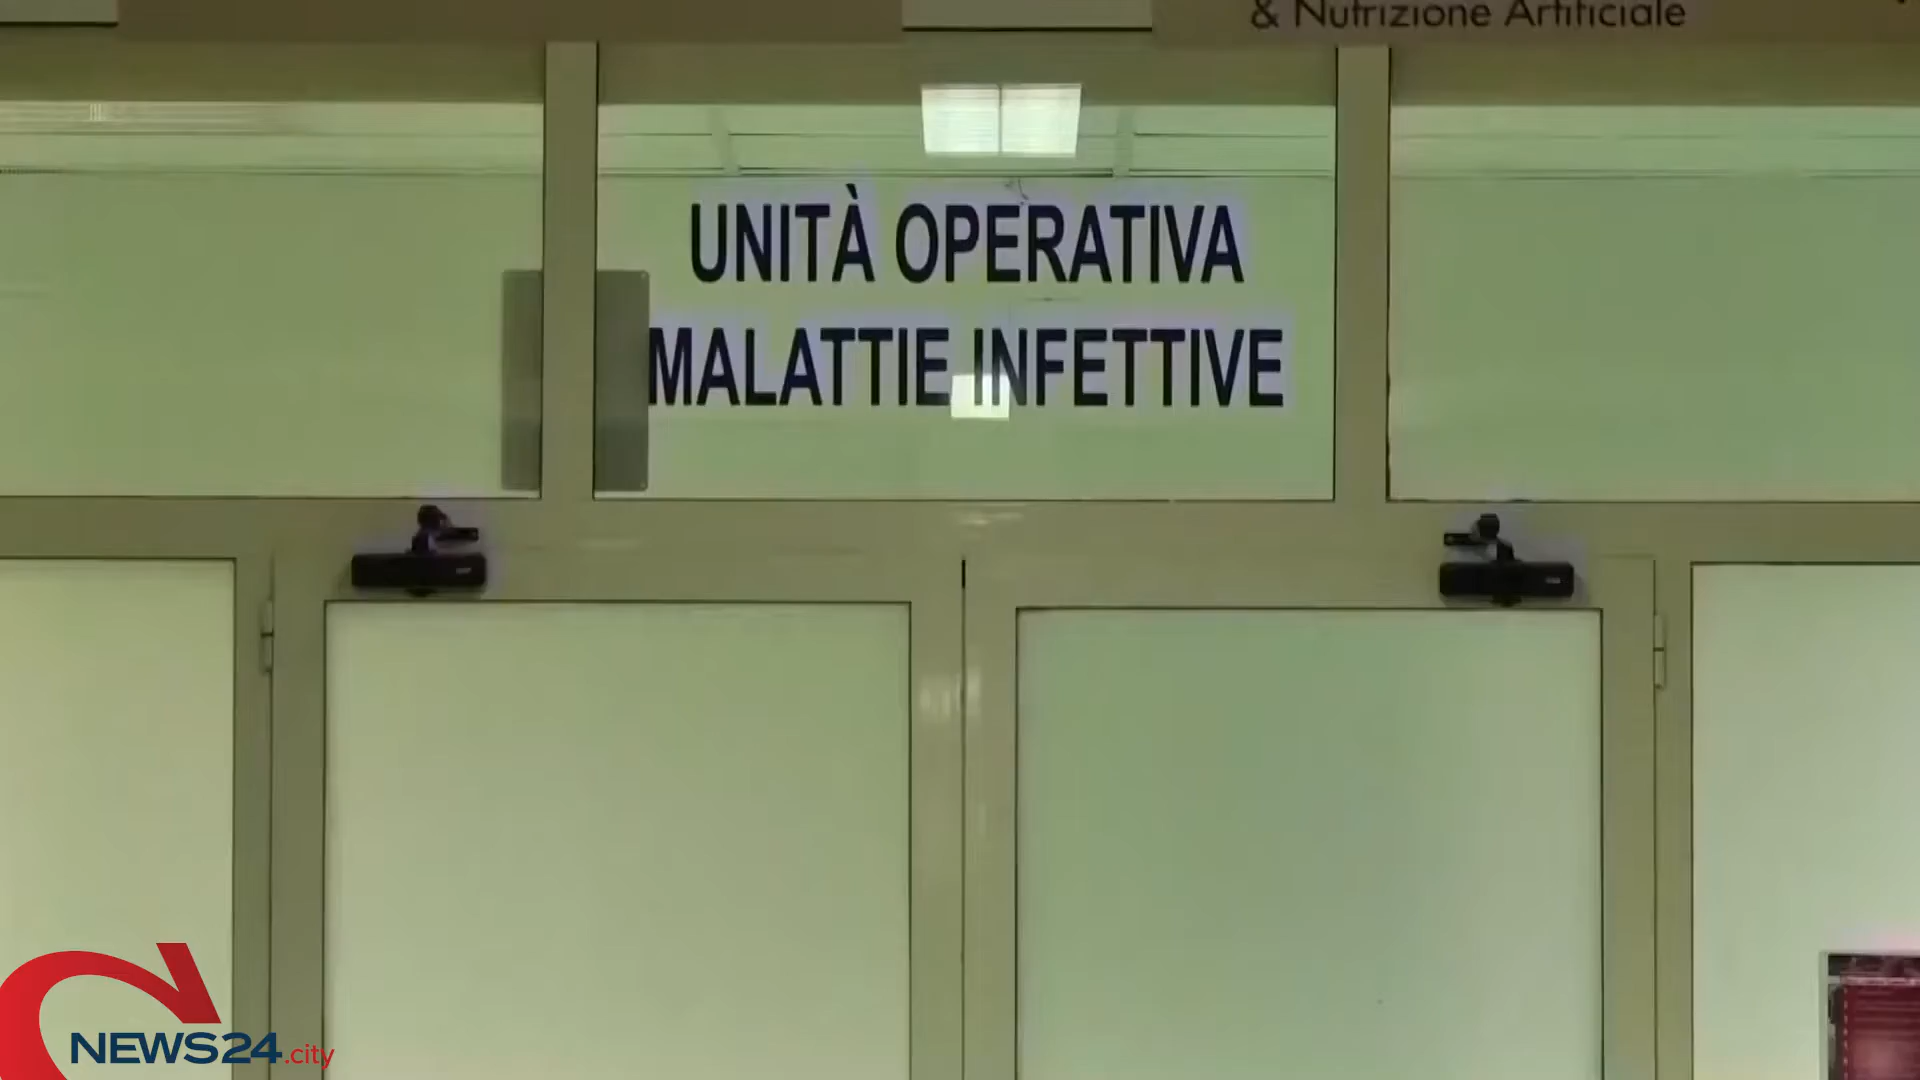 & Nutrizione Artificiale
UNITÀ OPERATIVA
MALATTIE INFETTIVE
NEWS24.city